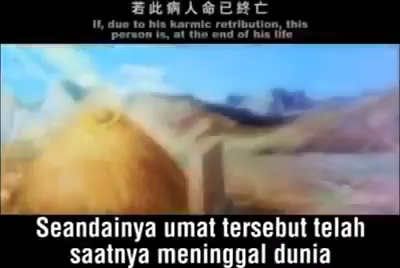 若此病人命已終亡
If, due to his karmic retribution, this
person is, at the end of his life
Seandainya umat tersebut telah
saatnya meninggal dunia